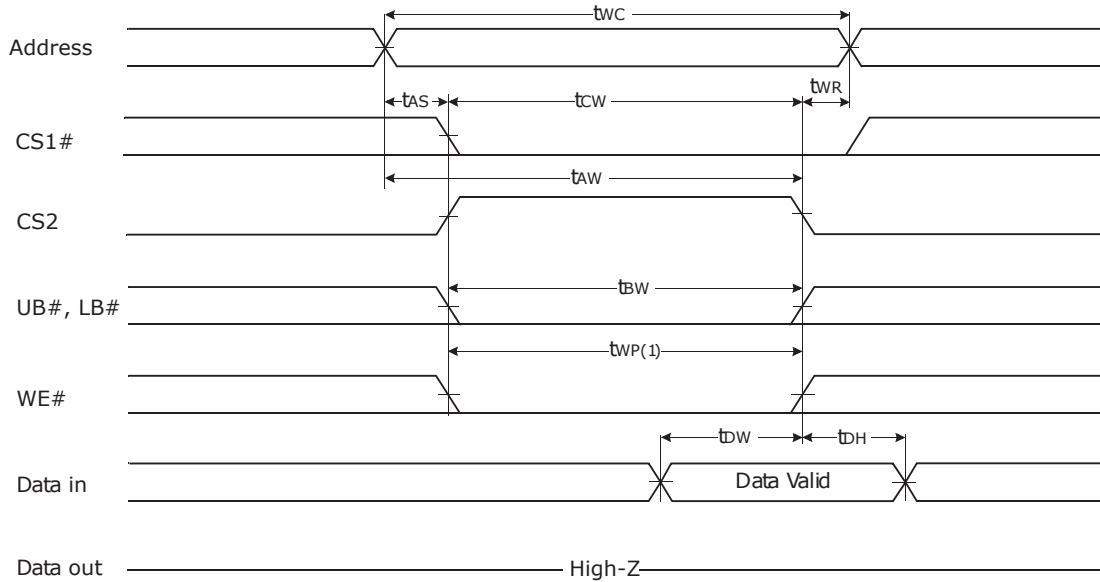 tWC
Address
tAS
tCW
tWR
CS1#
tAW
CS2
tBW
UB#, LB#
tWP(1)
WE#
tDW
tDH
Data in
Data Valid
Data out
High-Z